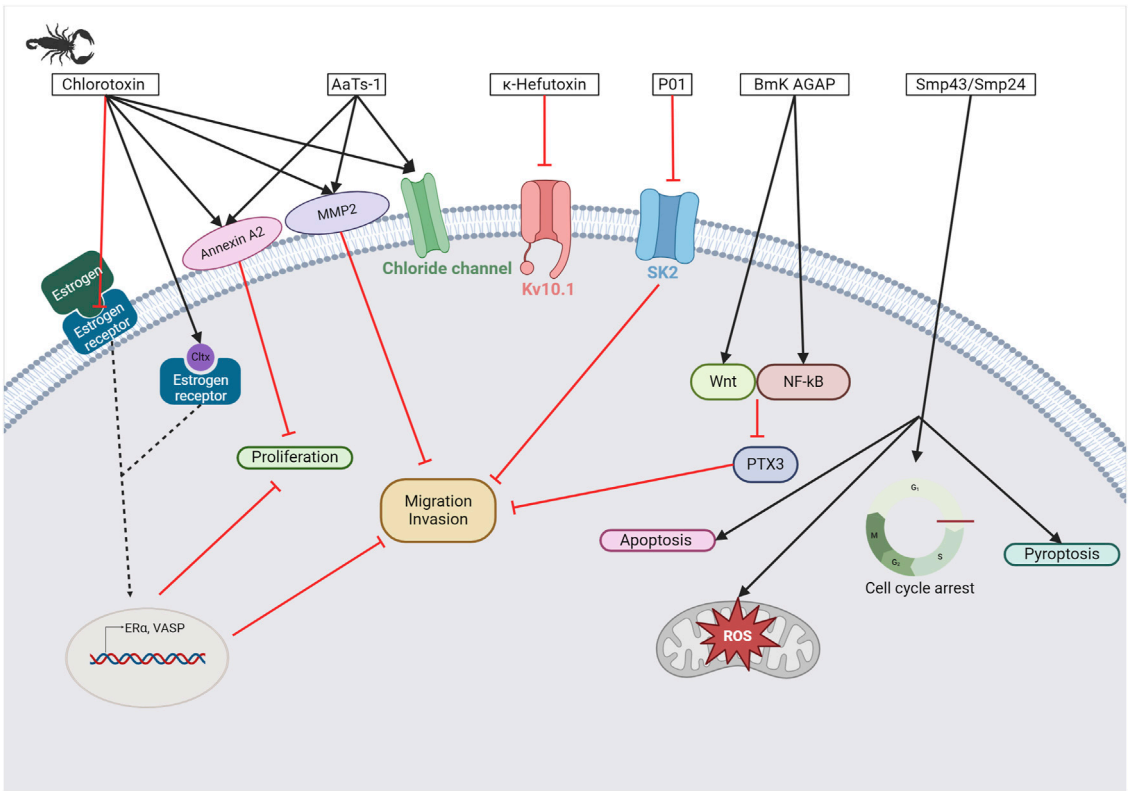 Chlorotoxin
AaTs-1
κ-Hefutoxin
P01
BmK AGAP
Smp43/Smp24
MMP2
Annexin A2
Chloride channel
Kv10.1
SK2
Estrogen
Estrogen
receptor
Cltx
Estrogen
receptor
Wnt
NF-kB
Proliferation
PTX3
Migration
Invasion
G₁
M
S
G₂
Apoptosis
Pyroptosis
Cell cycle arrest
ERα, VASP
ROS